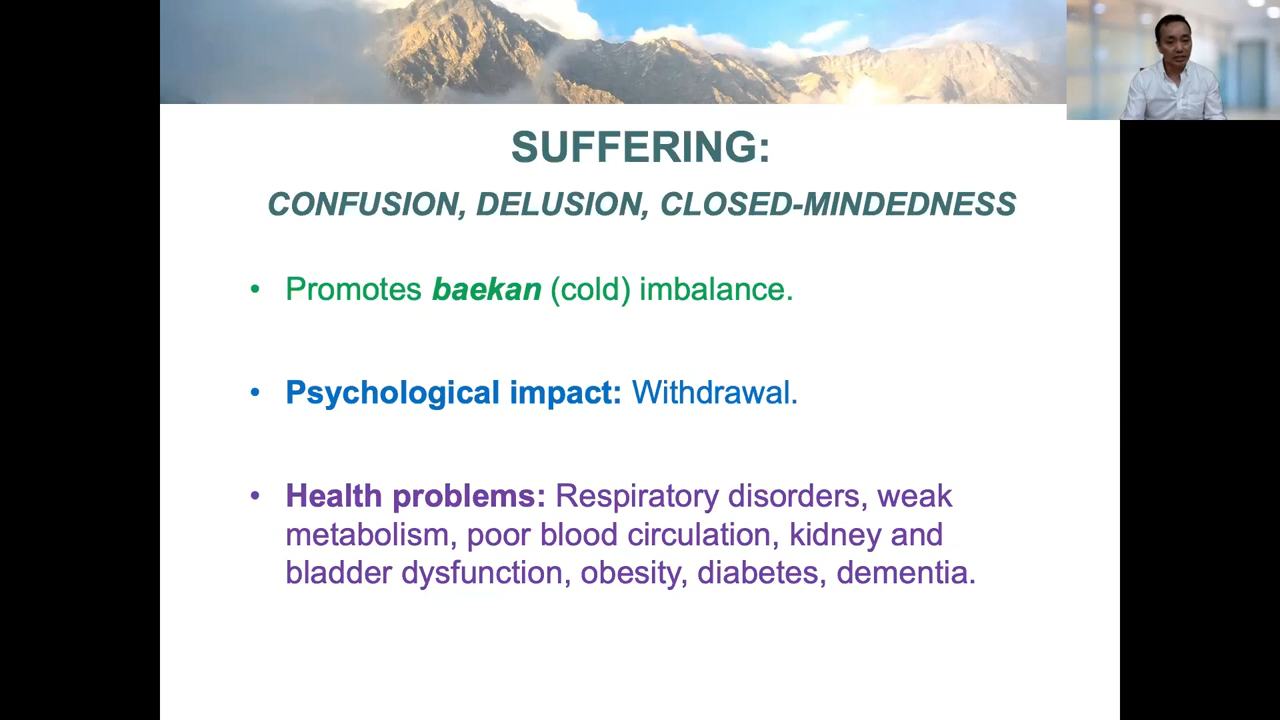 SUFFERING:
CONFUSION, DELUSION, CLOSED-MINDEDNESS
• Promotes baekan (cold) imbalance.
• Psychological impact: Withdrawal.
• Health problems: Respiratory disorders, weak
metabolism, poor blood circulation, kidney and
bladder dysfunction, obesity, diabetes, dementia.